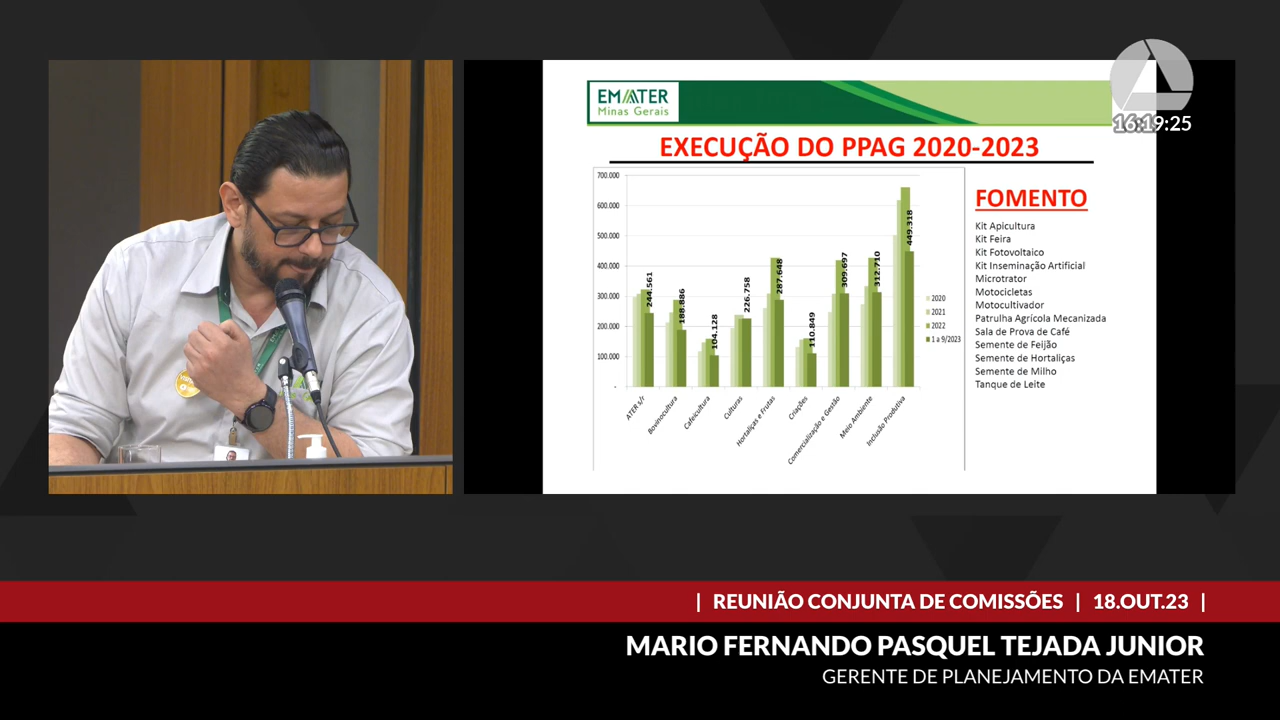 EMATER
Minas Gerais
16:19:25
EXECUÇÃO DO PPAG 2020-2023
700.000
600.000
500.000
400.000
300.000
200.000
100.000
-
244.561
188.886
104.128
226.758
287.648
110.849
309.697
312.710
449.318
ATER s/r
Bovinocultura
Cafeicultura
Culturas
Hortaliças e Frutas
Criações
Comercialização e Gestão
Meio Ambiente
Inclusão Produtiva
2020
2021
2022
1 a 9/2023
FOMENTO
Kit Apicultura
Kit Feira
Kit Fotovoltaico
Kit Inseminação Artificial
Microtrator
Motocicletas
Motocultivador
Patrulha Agrícola Mecanizada
Sala de Prova de Café
Semente de Feijão
Semente de Hortaliças
Semente de Milho
Tanque de Leite
| REUNIÃO CONJUNTA DE COMISSÕES | 18.OUT.23 |
MARIO FERNANDO PASQUEL TEJADA JUNIOR
GERENTE DE PLANEJAMENTO DA EMATER